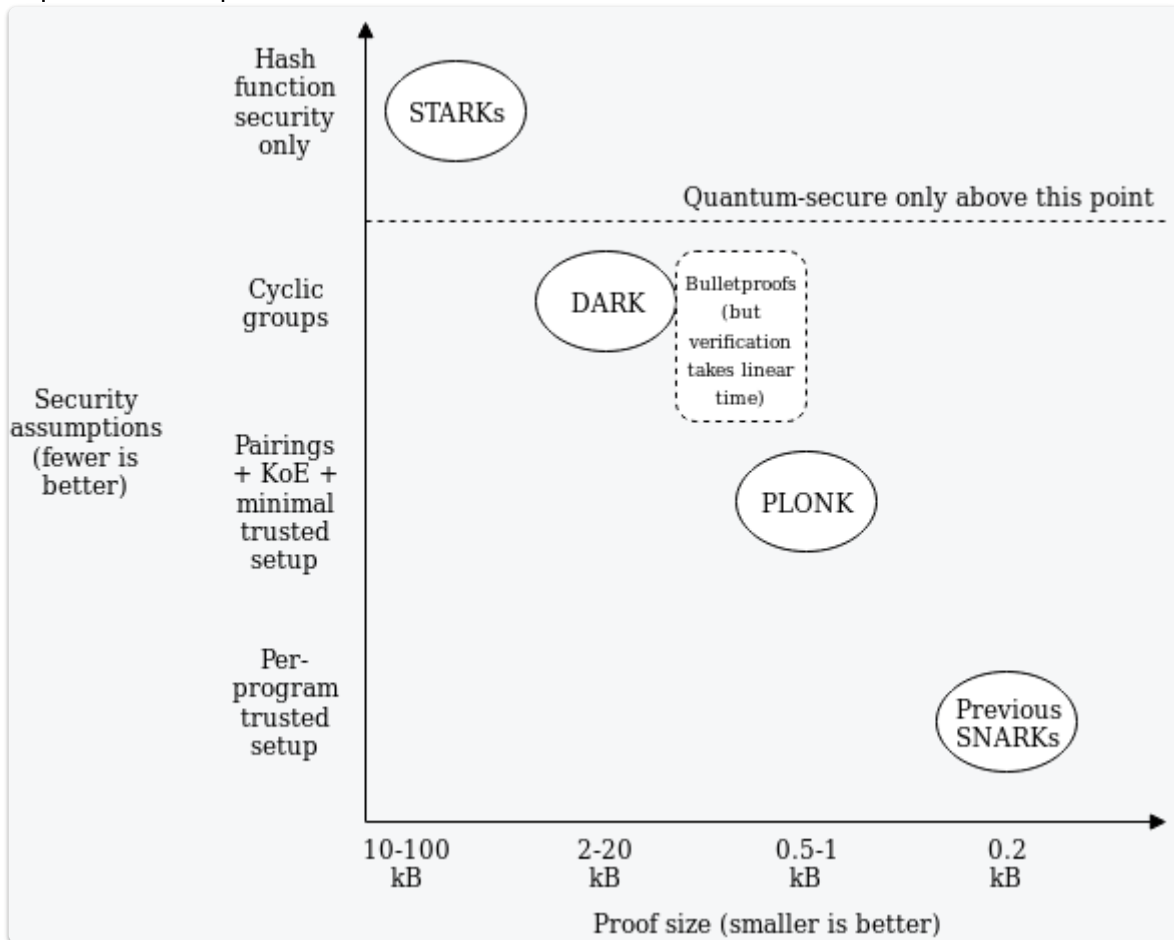 Hash
function
security
only
STARKs
Quantum-secure only above this point
Cyclic
groups
DARK
Bulletproofs
(but
verification
takes linear
time)
Security
assumptions
(fewer is
better)
Pairings
+ KoE +
minimal
trusted
setup
PLONK
Per-
program
trusted
setup
Previous
SNARKs
10-100
kB
2-20
kB
0.5-1
kB
0.2
kB
Proof size (smaller is better)